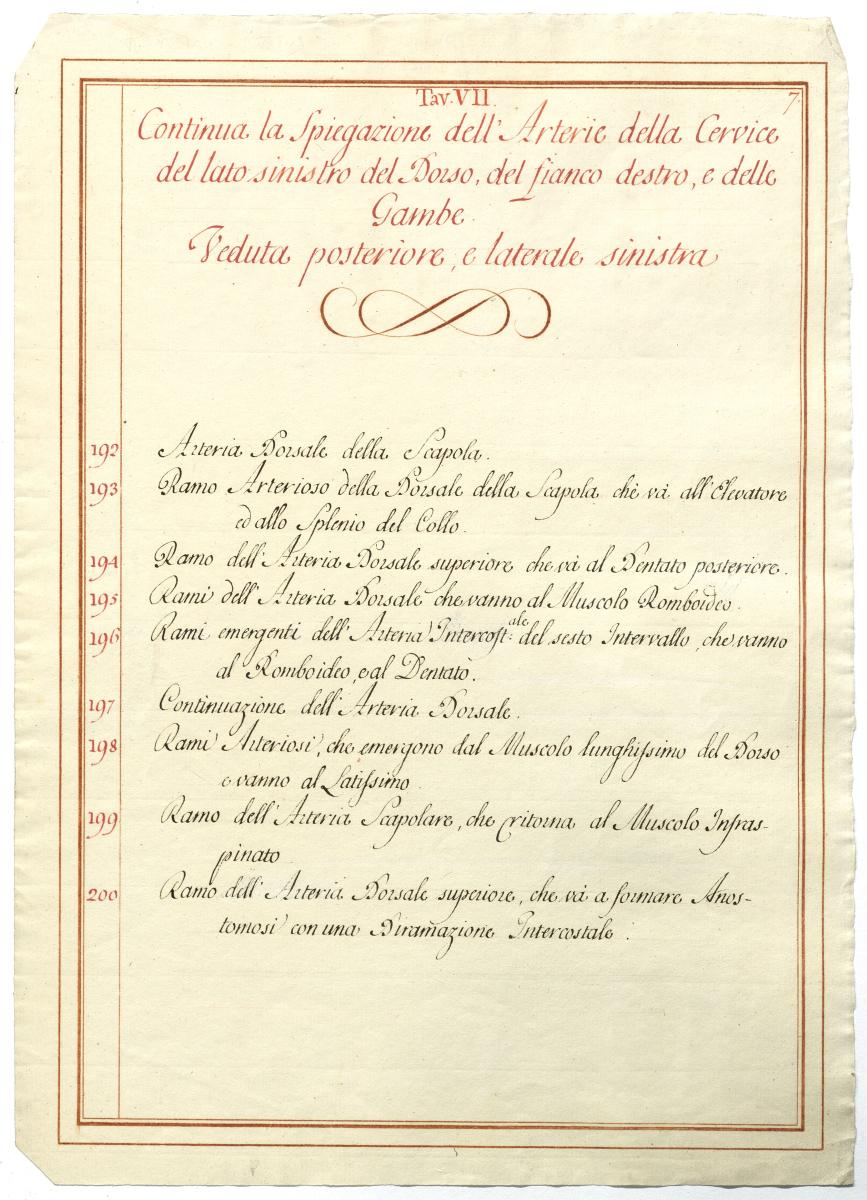 Tav. VII.
7.
Continua la Spiegazione dell'Arterie della Cervice
del lato sinistro del Dorso, del fianco destro, e delle
Gambe.
Veduta posteriore, e laterale sinistra
192 Arteria Dorsale della Scapola.
193 Ramo Arterioso della Dorsale della Scapola chè và all'Elevatore
ed allo Splenio del Collo.
194 Ramo dell'Arteria Dorsale superiore che và al Dentato posteriore.
195 Rami dell'Arteria Dorsale che vanno al Muscolo Romboideo.
196 Rami emergenti dell'Arteria Intercost:ale del sesto Intervallo, che vanno
al Romboideo, e al Dentato.
197 Continuazione dell'Arteria Dorsale.
198 Rami Arteriosi, che emergono dal Muscolo lunghissimo del Dorso
e vanno al Latissimo.
199 Ramo dell'Arteria Scapolare, che ritorna al Muscolo Infras-
pinato
200 Ramo dell'Arteria Dorsale superiore, che và a formare Anos-
tomosi con una Diramazione Intercostale.